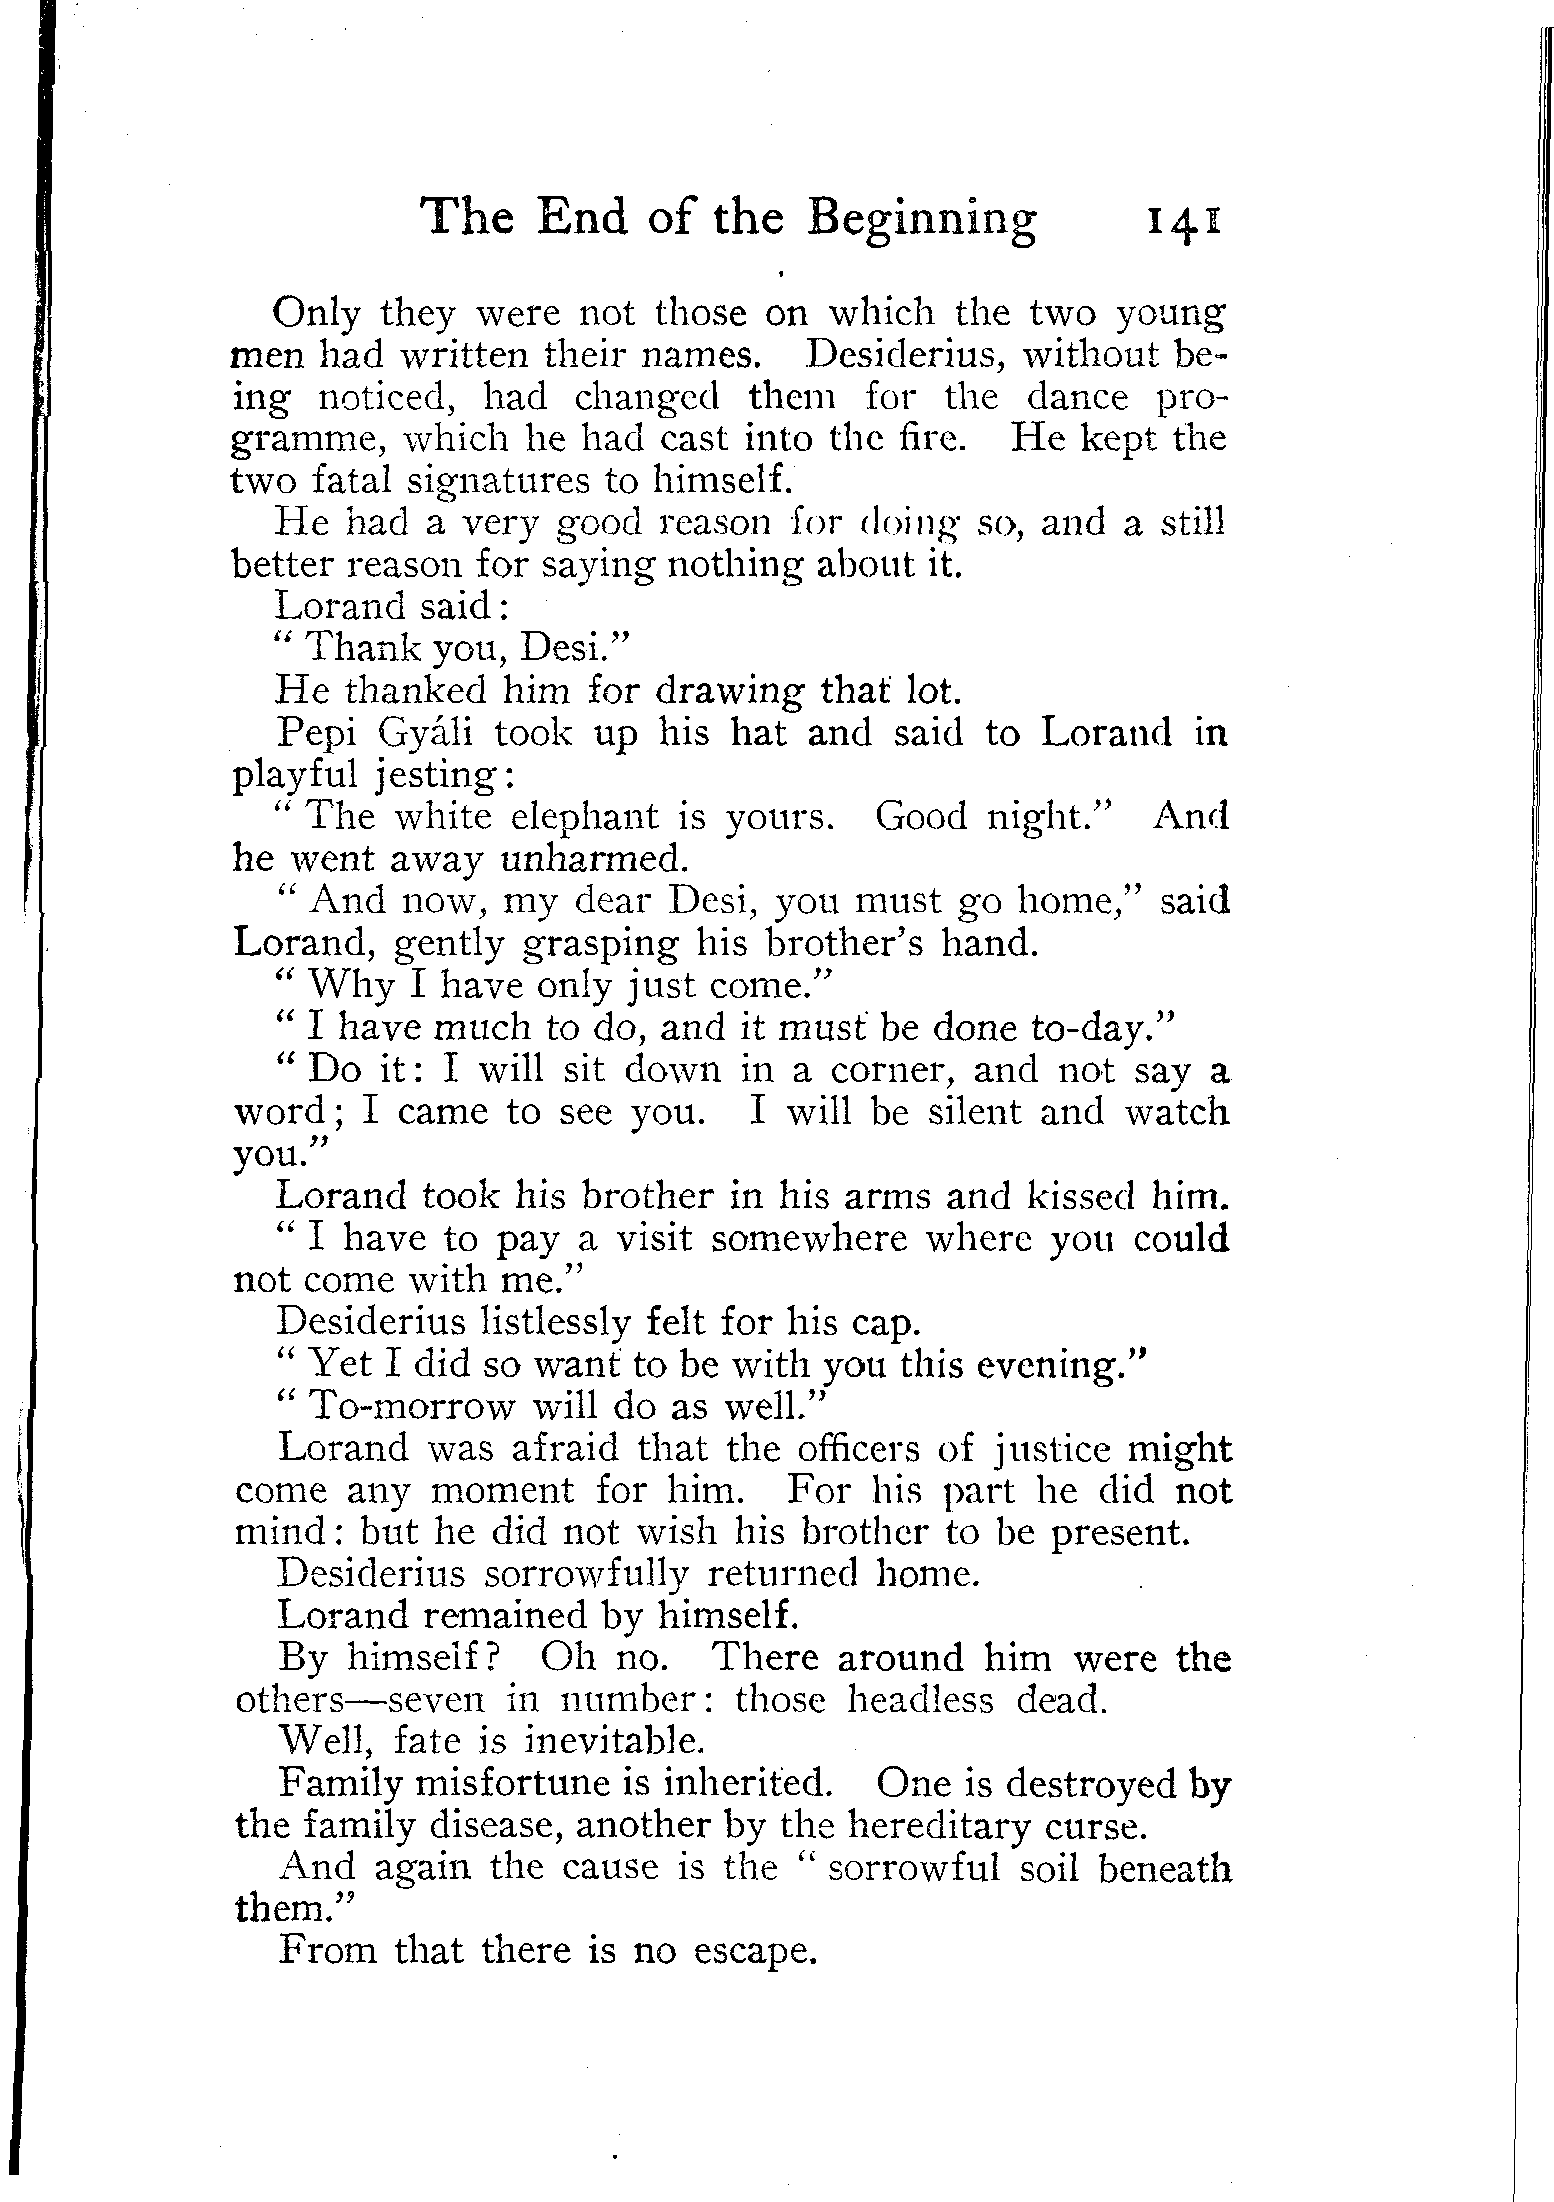 The End of the Beginning 141
Only they were not those on which the two young
men had written their names. Desiderius, without be-
ing noticed, had changed them for the dance pro-
gramme, which he had cast into the fire. He kept the
two fatal signatures to himself.
He had a very good reason for doing so, and a still
better reason for saying nothing about it.
Lorand said:
" Thank you, Desi."
He thanked him for drawing that lot.
Pepi Gyáli took up his hat and said to Lorand in
playful jesting:
" The white elephant is yours. Good night." And
he went away unharmed.
" And now, my dear Desi, you must go home," said
Lorand, gently grasping his brother's hand.
" Why I have only just come."
" I have much to do, and it must be done to-day."
" Do it: I will sit down in a corner, and not say a
word; I came to see you. I will be silent and watch
you."
Lorand took his brother in his arms and kissed him.
" I have to pay a visit somewhere where you could
not come with me."
Desiderius listlessly felt for his cap.
" Yet I did so want to be with you this evening."
" To-morrow will do as well."
Lorand was afraid that the officers of justice might
come any moment for him. For his part he did not
mind: but he did not wish his brother to be present.
Desiderius sorrowfully returned home.
Lorand remained by himself.
By himself? Oh no. There around him were the
others—seven in number: those headless dead.
Well, fate is inevitable.
Family misfortune is inherited. One is destroyed by
the family disease, another by the hereditary curse.
And again the cause is the " sorrowful soil beneath
them."
From that there is no escape.